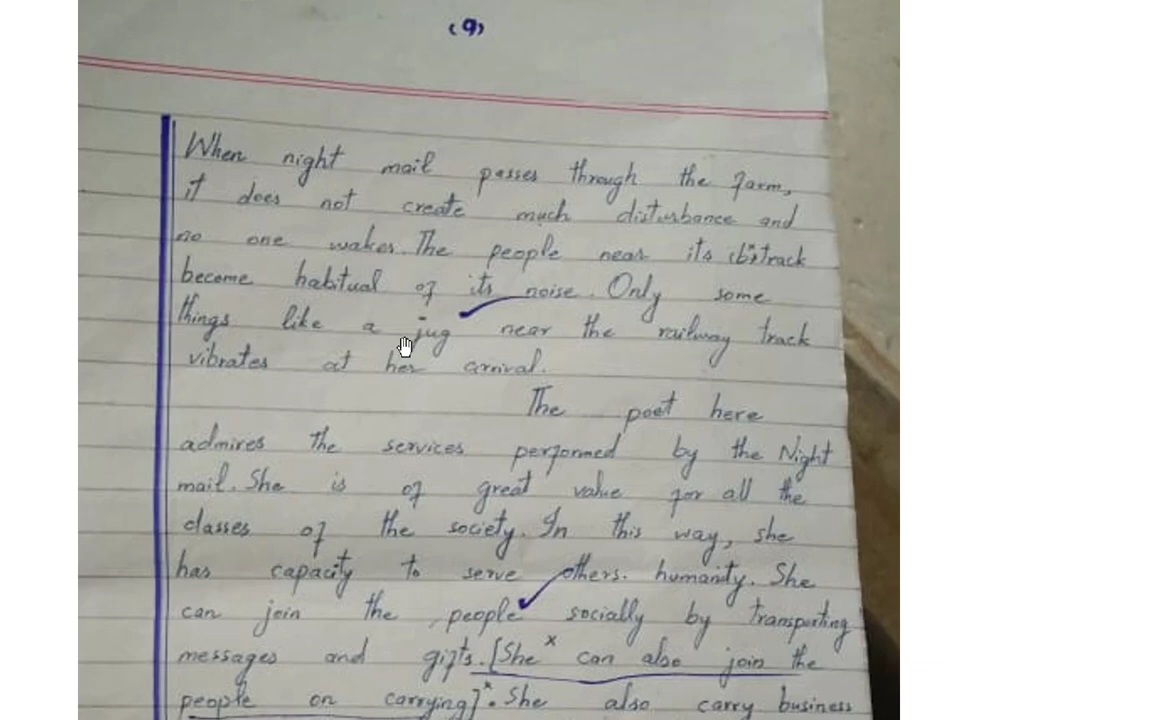 (9)
When night mail passes through the farm,
it does not create much disturbance and
no one wakes. The people near its track
become habitual of its noise. Only some
things like a jug near the railway track
vibrates at her arrival.
The poet here
admires the services performed by the Night
mail. She is of great value for all the
classes of the society. In this way, she
has capacity to serve others. humanity. She
can join the people socially by transporting
messages and gifts. [She x can also join the
people on carrying]x. She also carry business